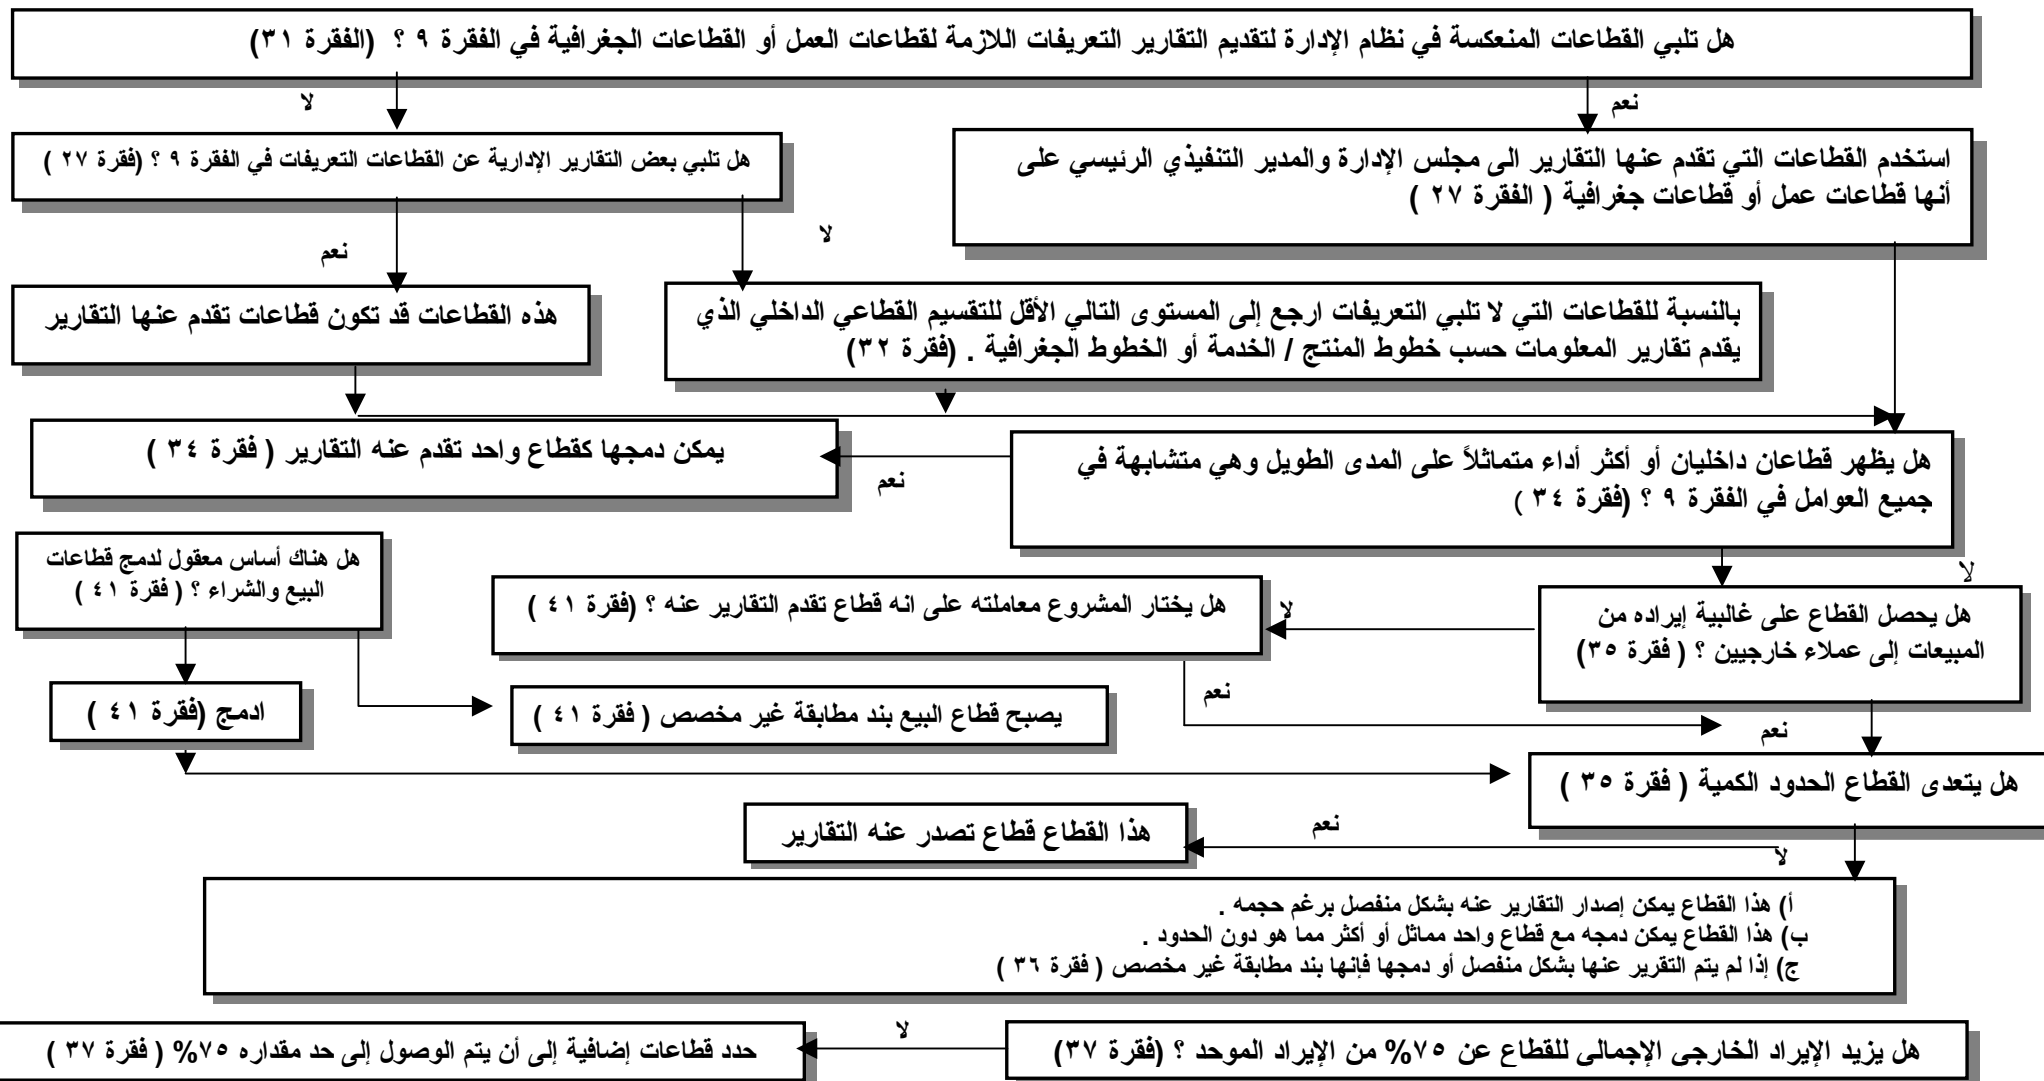 هل تلبي القطاعات المنعكسة في نظام الإدارة لتقديم التقارير التعريفات اللازمة لقطاعات العمل أو القطاعات الجغرافية في الفقرة ٩ ؟ (الفقرة ٣١)
نعم
لا
استخدم القطاعات التي تقدم عنها التقارير الى مجلس الإدارة والمدير التنفيذي الرئيسي على
أنها قطاعات عمل أو قطاعات جغرافية ( الفقرة ٢٧ )
هل تلبي بعض التقارير الإدارية عن القطاعات التعريفات في الفقرة ٩ ؟ (فقرة ٢٧ )
لا
نعم
بالنسبة للقطاعات التي لا تلبي التعريفات ارجع إلى المستوى التالي الأقل للتقسيم القطاعي الداخلي الذي
يقدم تقارير المعلومات حسب خطوط المنتج / الخدمة أو الخطوط الجغرافية . (فقرة ٣٢)
هذه القطاعات قد تكون قطاعات تقدم عنها التقارير
هل يظهر قطاعان داخليان أو أكثر أداء متماثلاً على المدى الطويل وهي متشابهة في
جميع العوامل في الفقرة ٩ ؟ (فقرة ٣٤ )
نعم
يمكن دمجها كقطاع واحد تقدم عنه التقارير ( فقرة ٣٤ )
لا
هل يحصل القطاع على غالبية إيراده من
المبيعات إلى عملاء خارجيين ؟ ( فقرة ٣٥)
لا
هل يختار المشروع معاملته على انه قطاع تقدم التقارير عنه ؟ (فقرة ٤١ )
هل هناك أساس معقول لدمج قطاعات
البيع والشراء ؟ ( فقرة ٤١ )
نعم
نعم
يصبح قطاع البيع بند مطابقة غير مخصص ( فقرة ٤١ )
ادمج (فقرة ٤١ )
هل يتعدى القطاع الحدود الكمية ( فقرة ٣٥ )
نعم
هذا القطاع قطاع تصدر عنه التقارير
لا
أ) هذا القطاع يمكن إصدار التقارير عنه بشكل منفصل برغم حجمه .
ب) هذا القطاع يمكن دمجه مع قطاع واحد مماثل أو أكثر مما هو دون الحدود .
ج) إذا لم يتم التقرير عنها بشكل منفصل أو دمجها فإنها بند مطابقة غير مخصص ( فقرة ٣٦ )
هل يزيد الإيراد الخارجي الإجمالي للقطاع عن ٧٥% من الإيراد الموحد ؟ (فقرة ٣٧)
لا
حدد قطاعات إضافية إلى أن يتم الوصول إلى حد مقداره ٧٥% ( فقرة ٣٧ )